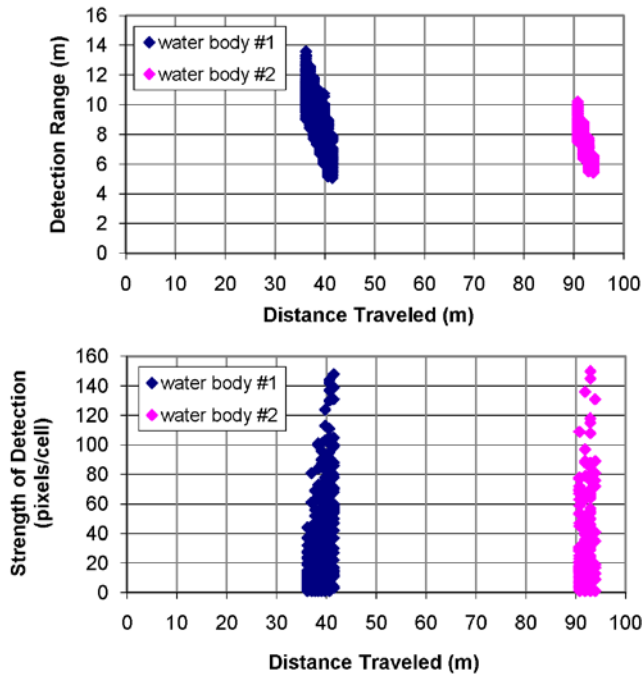 16
14
12
10
8
6
4
2
0
Detection Range (m)
water body #1
water body #2
0 10 20 30 40 50 60 70 80 90 100
Distance Traveled (m)
160
140
120
100
80
60
40
20
0
Strength of Detection
(pixels/cell)
water body #1
water body #2
0 10 20 30 40 50 60 70 80 90 100
Distance Traveled (m)